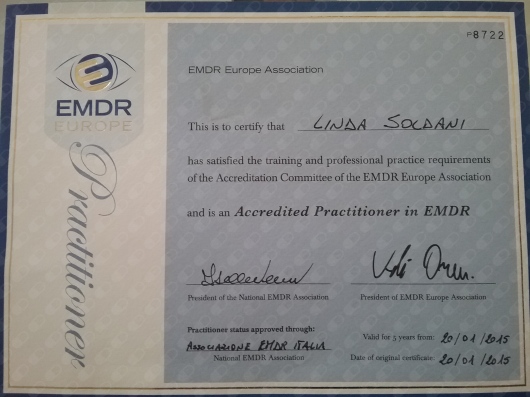 P8722
EMDR
EUROPE
Practitioner
EMDR Europe Association
This is to certify that LINDA SOLDANI
has satisfied the training and professional practice requirements
of the Accreditation Committee of the EMDR Europe Association
and is an Accredited Practitioner in EMDR
President of the National EMDR Association
President of EMDR Europe Association
Practitioner status approved through:
ASSOCIAZIONE EMDR ITALIA
National EMDR Association
Valid for 5 years from: 20/01/2015
Date of original certificate: 20/01/2015